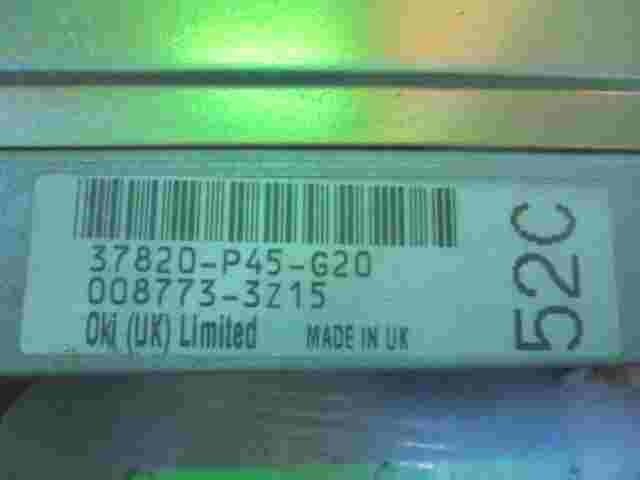 37820-P45-G20
008773-3Z15
Oki (UK) Limited MADE IN UK
52C